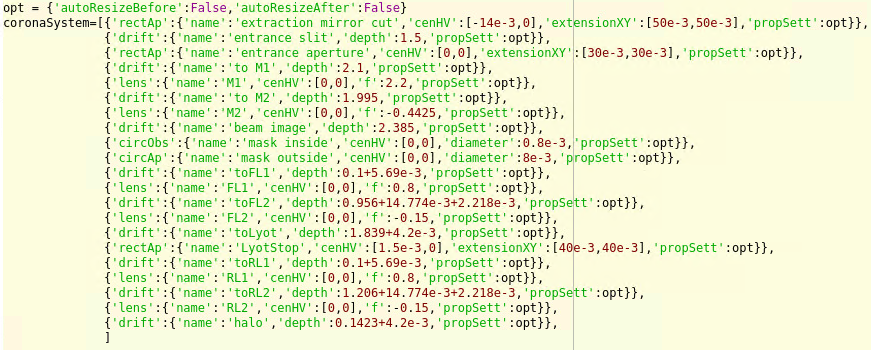 opt = {'autoResizeBefore':False,'autoResizeAfter':False}
coronaSystem=[{'rectAp':{'name':'extraction mirror cut','cenHV':[-14e-3,0],'extensionXY':[50e-3,50e-3],'propSett':opt}},
{'drift':{'name':'entrance slit','depth':1.5,'propSett':opt}},
{'rectAp':{'name':'entrance aperture','cenHV':[0,0],'extensionXY':[30e-3,30e-3],'propSett':opt}},
{'drift':{'name':'to M1','depth':2.1,'propSett':opt}},
{'lens':{'name':'M1','cenHV':[0,0],'f':2.2,'propSett':opt}},
{'drift':{'name':'to M2','depth':1.995,'propSett':opt}},
{'lens':{'name':'M2','cenHV':[0,0],'f':-0.4425,'propSett':opt}},
{'drift':{'name':'beam image','depth':2.385,'propSett':opt}},
{'circObs':{'name':'mask inside','cenHV':[0,0],'diameter':0.8e-3,'propSett':opt}},
{'circAp':{'name':'mask outside','cenHV':[0,0],'diameter':8e-3,'propSett':opt}},
{'drift':{'name':'toFL1','depth':0.1+5.69e-3,'propSett':opt}},
{'lens':{'name':'FL1','cenHV':[0,0],'f':0.8,'propSett':opt}},
{'drift':{'name':'toFL2','depth':0.956+14.774e-3+2.218e-3,'propSett':opt}},
{'lens':{'name':'FL2','cenHV':[0,0],'f':-0.15,'propSett':opt}},
{'drift':{'name':'toLyot','depth':1.839+4.2e-3,'propSett':opt}},
{'rectAp':{'name':'LyotStop','cenHV':[1.5e-3,0],'extensionXY':[40e-3,40e-3],'propSett':opt}},
{'drift':{'name':'toRL1','depth':0.1+5.69e-3,'propSett':opt}},
{'lens':{'name':'RL1','cenHV':[0,0],'f':0.8,'propSett':opt}},
{'drift':{'name':'toRL2','depth':1.206+14.774e-3+2.218e-3,'propSett':opt}},
{'lens':{'name':'RL2','cenHV':[0,0],'f':-0.15,'propSett':opt}},
{'drift':{'name':'halo','depth':0.1423+4.2e-3,'propSett':opt}},
]